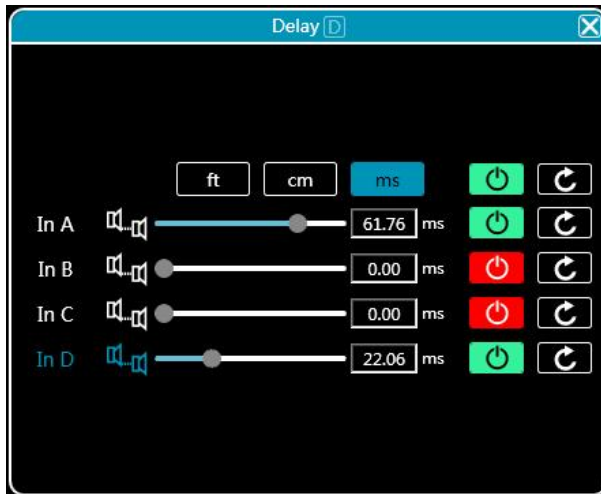 Delay D
ft cm ms
In A 61.76 ms
In B 0.00 ms
In C 0.00 ms
In D 22.06 ms